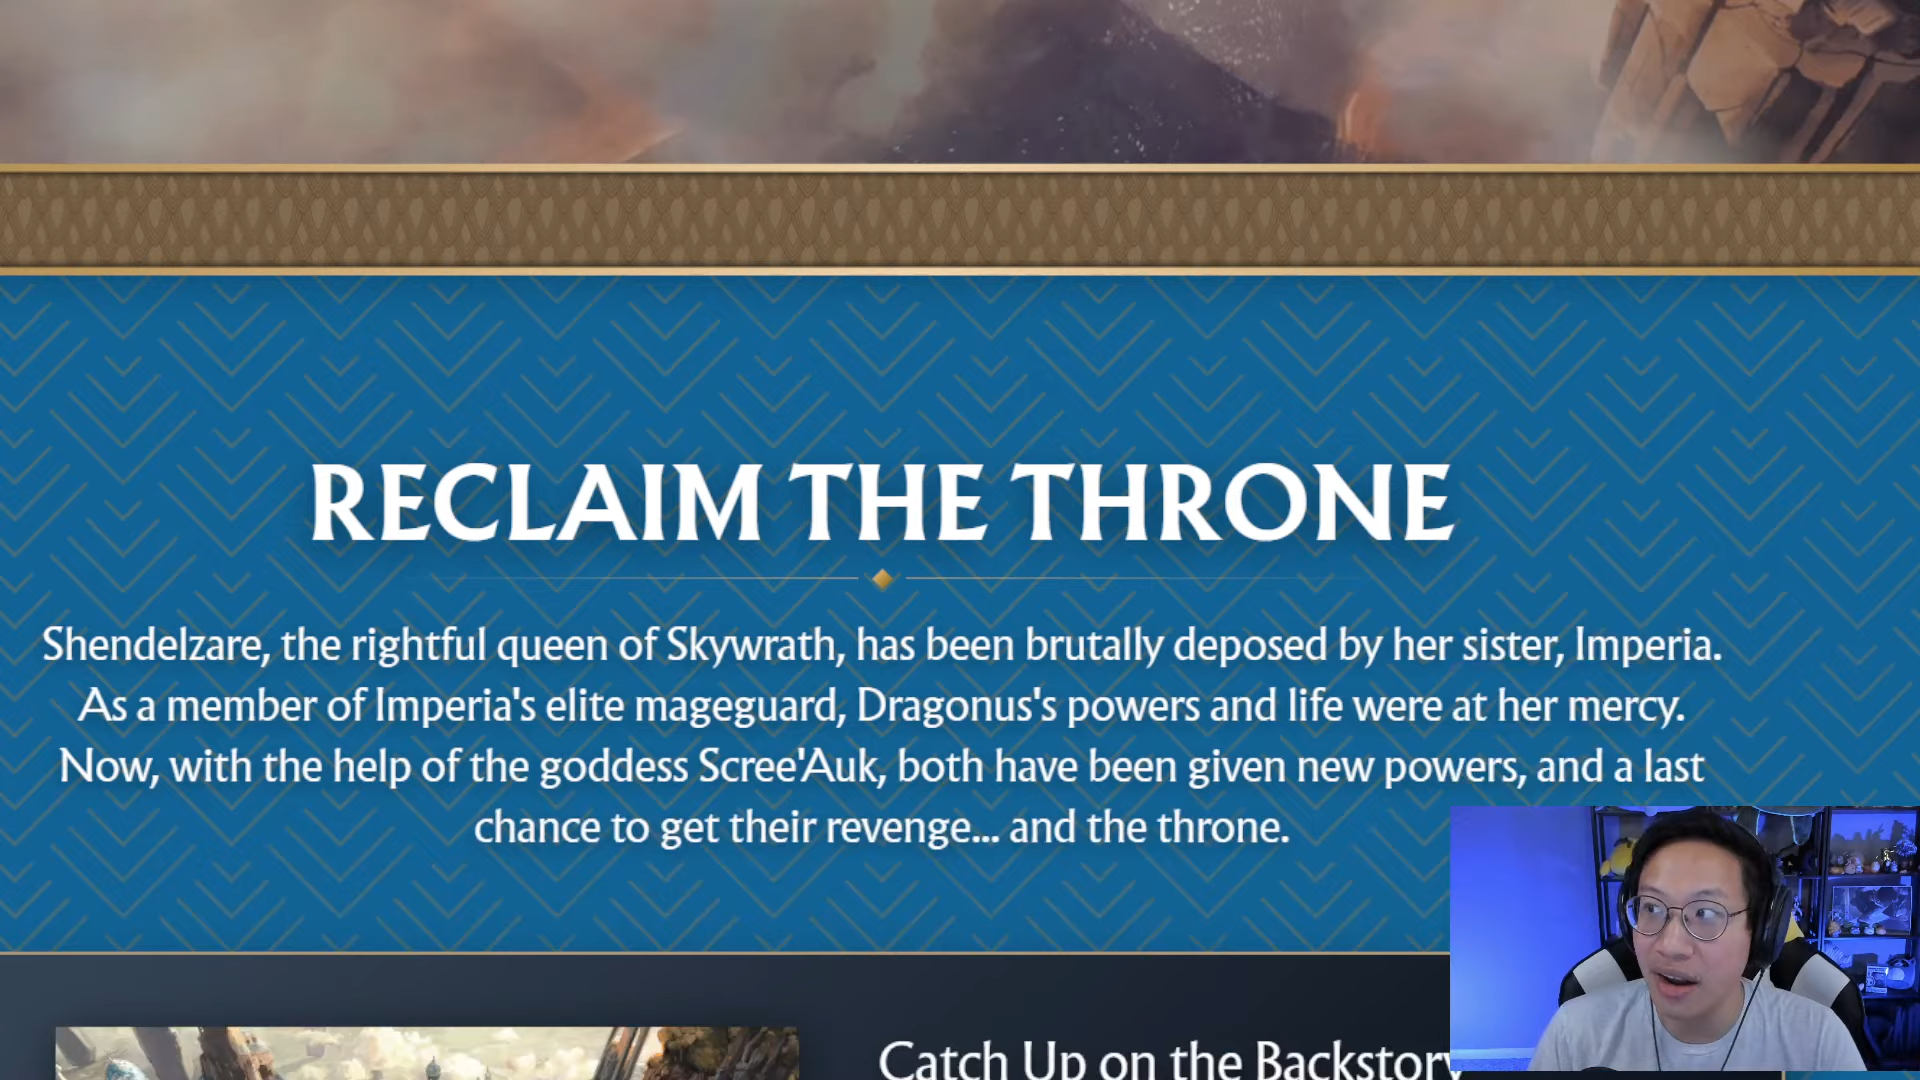 RECLAIM THE THRONE
Shendelzare, the rightful queen of Skywrath, has been brutally deposed by her sister, Imperia.
As a member of Imperia's elite mageguard, Dragonus's powers and life were at her mercy.
Now, with the help of the goddess Scree'Auk, both have been given new powers, and a last
chance to get their revenge... and the throne.
Catch Up on the Backstory